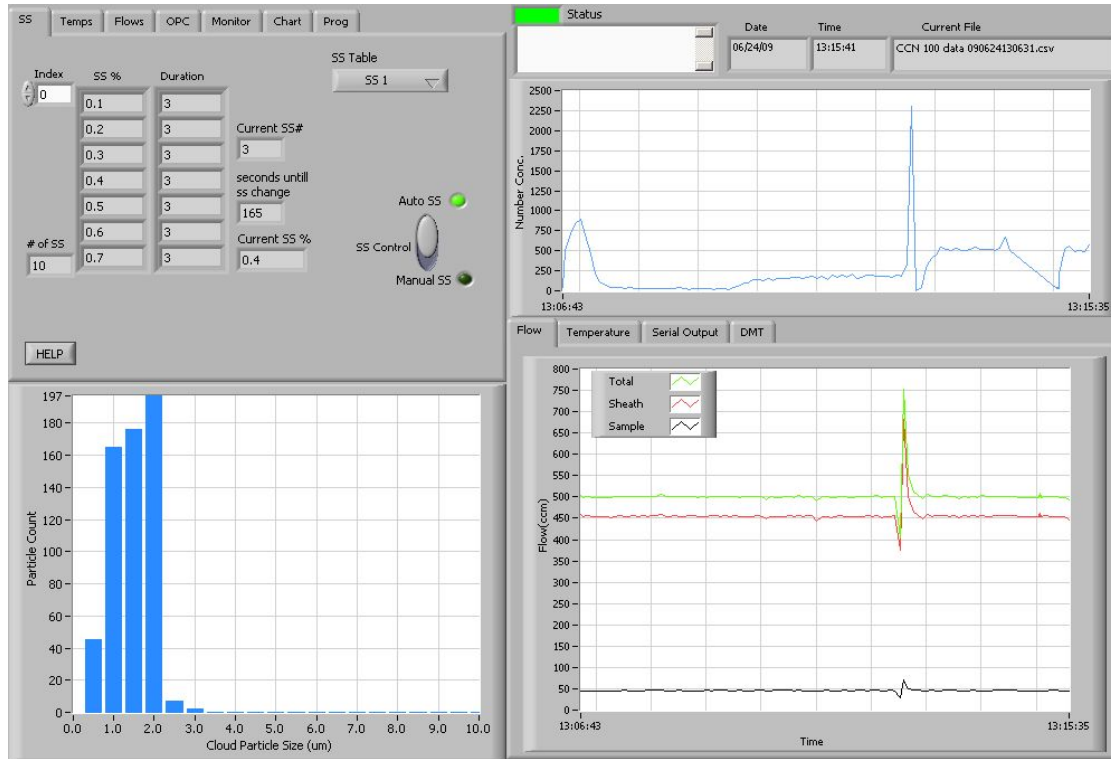 SS Temps Flows OPC Monitor Chart Prog
SS Table
SS 1
Index SS % Duration
0
0.1 3
0.2 3
0.3 3
0.4 3
0.5 3
0.6 3
0.7 3
Current SS#
3
seconds untill
ss change
165
Current SS %
0.4
# of SS
10
Auto SS
SS Control
Manual SS
HELP
Status
Date Time Current File
06/24/09 13:15:41 CCN 100 data 090624130631.csv
2500
2250
2000
1750
1500
1250
1000
750
500
250
0
Number Conc.
13:06:43 13:15:35
197
180
160
140
120
100
80
60
40
20
0
Particle Count
0.0 1.0 2.0 3.0 4.0 5.0 6.0 7.0 8.0 9.0 10.0
Cloud Particle Size (um)
Flow Temperature Serial Output DMT
Total
Sheath
Sample
800
750
700
650
600
550
500
450
400
350
300
250
200
150
100
50
0
Flow(ccm)
13:06:43 13:15:35
Time